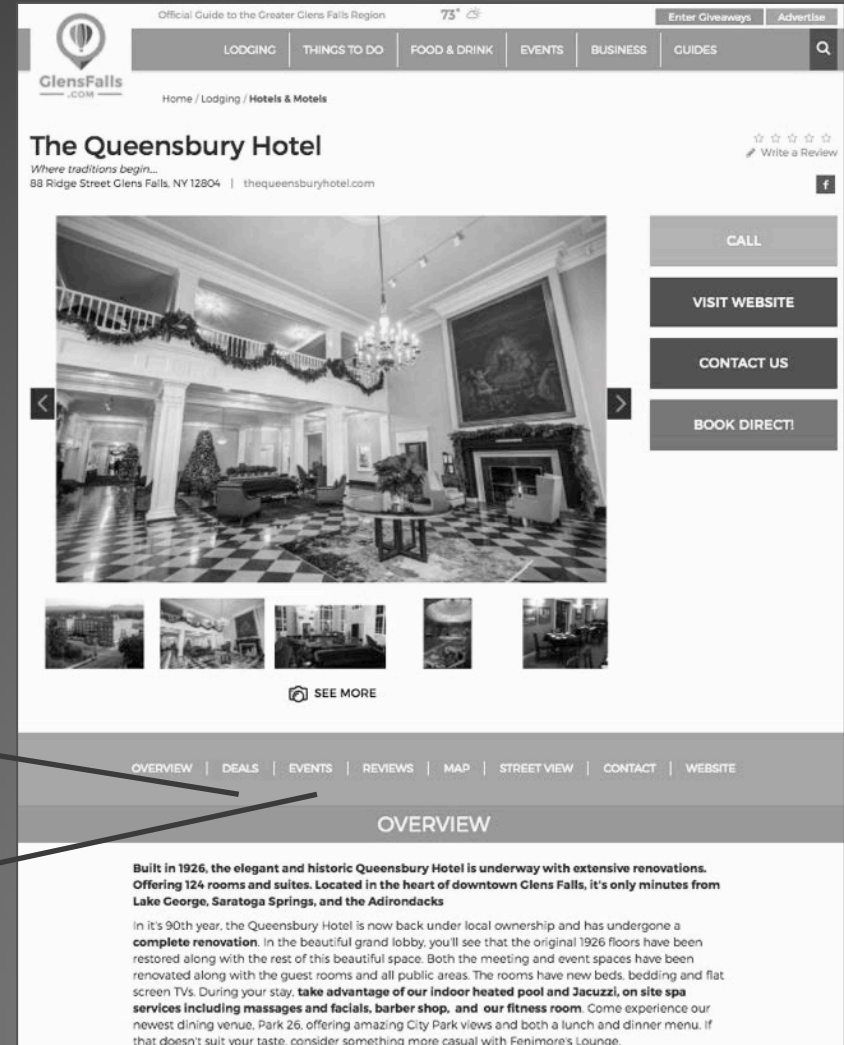 Official Guide to the Greater Glens Falls Region 73° Enter Giveaways Advertise
LODGING THINGS TO DO FOOD & DRINK EVENTS BUSINESS GUIDES
GlensFalls
.COM
Home / Lodging / Hotels & Motels
The Queensbury Hotel
Where traditions begin...
88 Ridge Street Glens Falls, NY 12804 | thequeensburyhotel.com
Write a Review
f
CALL
VISIT WEBSITE
CONTACT US
BOOK DIRECT!
SEE MORE
OVERVIEW | DEALS | EVENTS | REVIEWS | MAP | STREET VIEW | CONTACT | WEBSITE
OVERVIEW
Built in 1926, the elegant and historic Queensbury Hotel is underway with extensive renovations.
Offering 124 rooms and suites. Located in the heart of downtown Glens Falls, it's only minutes from
Lake George, Saratoga Springs, and the Adirondacks
In it's 90th year, the Queensbury Hotel is now back under local ownership and has undergone a
complete renovation. In the beautiful grand lobby, you'll see that the original 1926 floors have been
restored along with the rest of this beautiful space. Both the meeting and event spaces have been
renovated along with the guest rooms and all public areas. The rooms have new beds, bedding and flat
screen TVs. During your stay, take advantage of our indoor heated pool and Jacuzzi, on site spa
services including massages and facials, barber shop, and our fitness room. Come experience our
newest dining venue, Park 26, offering amazing City Park views and both a lunch and dinner menu. If
that doesn't suit your taste, consider something more casual with Fenimore's Lounge.